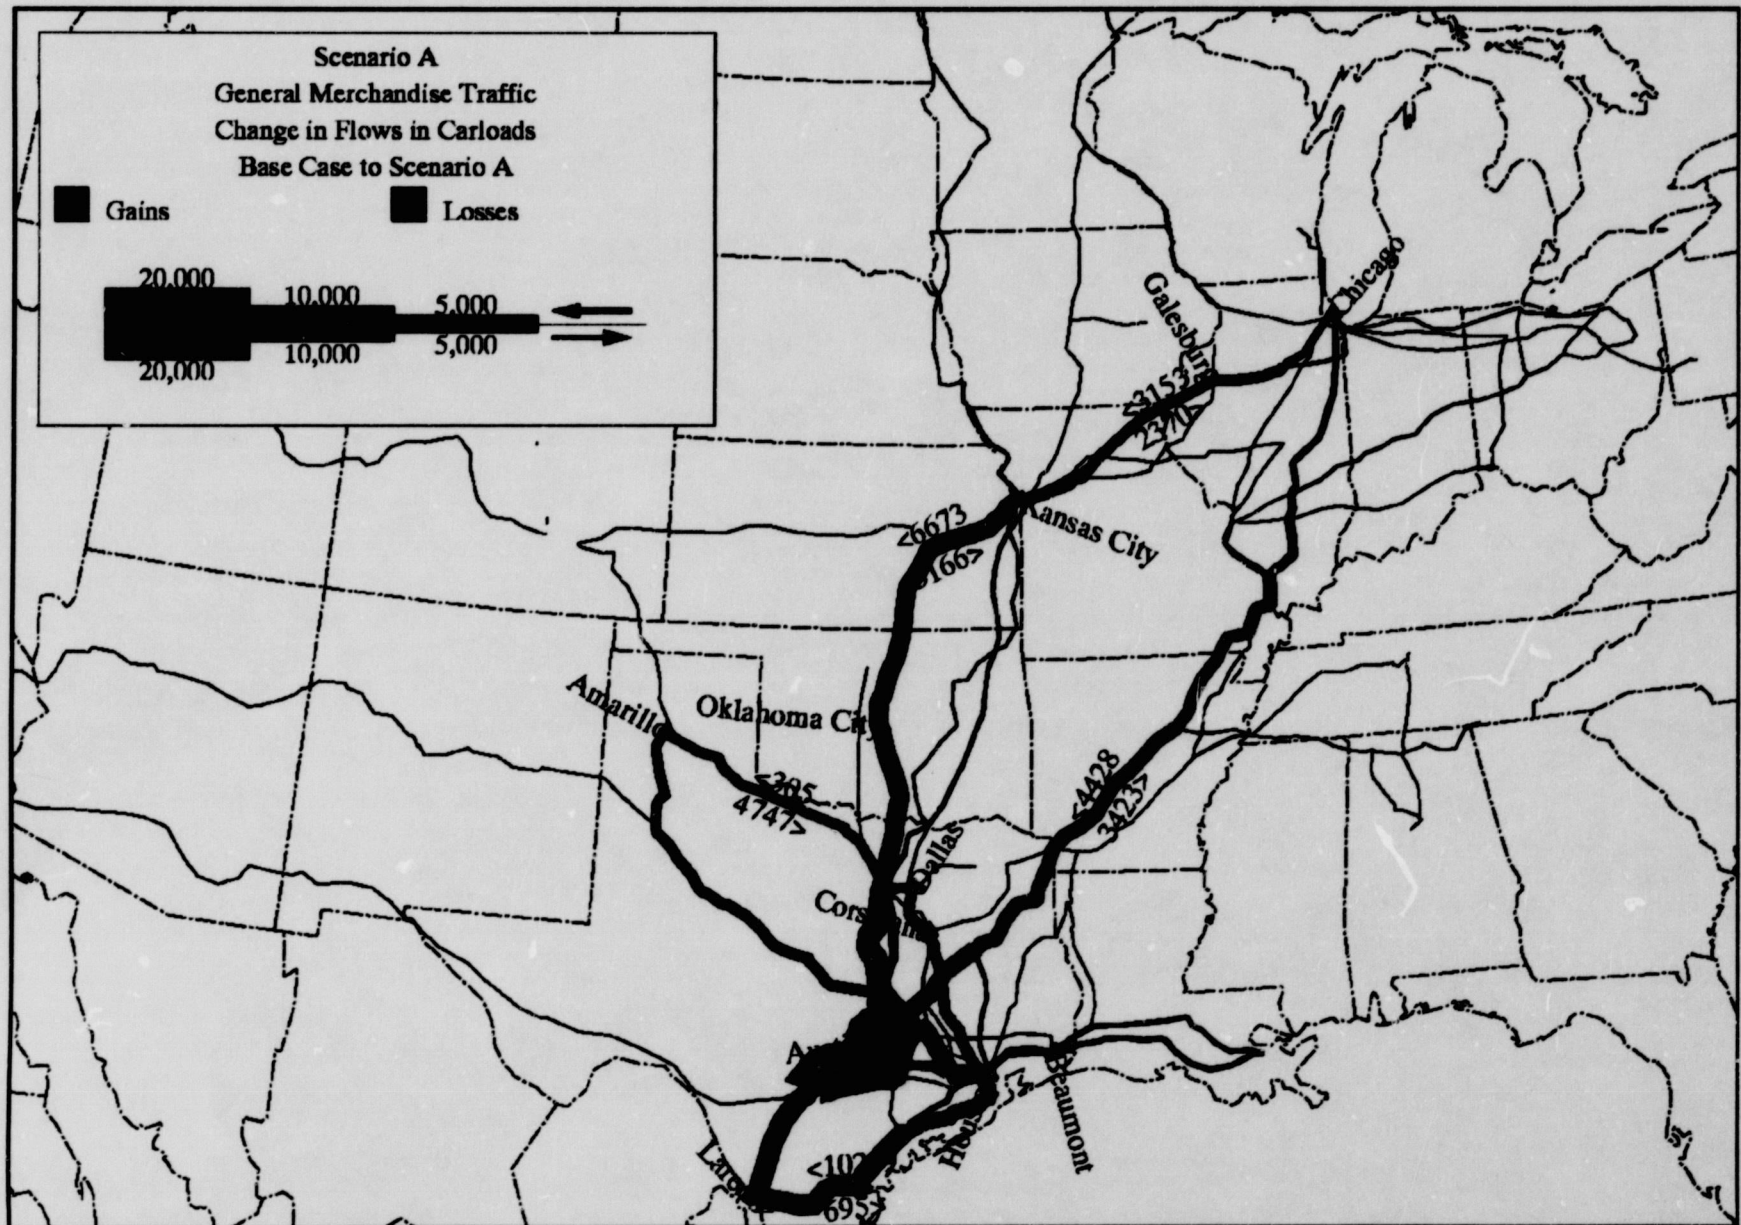 Scenario A
General Merchandise Traffic
Change in Flows in Carloads
Base Case to Scenario A
Gains
Losses
20,000
10,000
5,000
5,000
10,000
20,000
Chicago
Galesburg
<3153
2370>
Kansas City
<6673
Amarillo
Oklahoma City
4747>
<4428
3423>
Dallas
Beaumont
695>